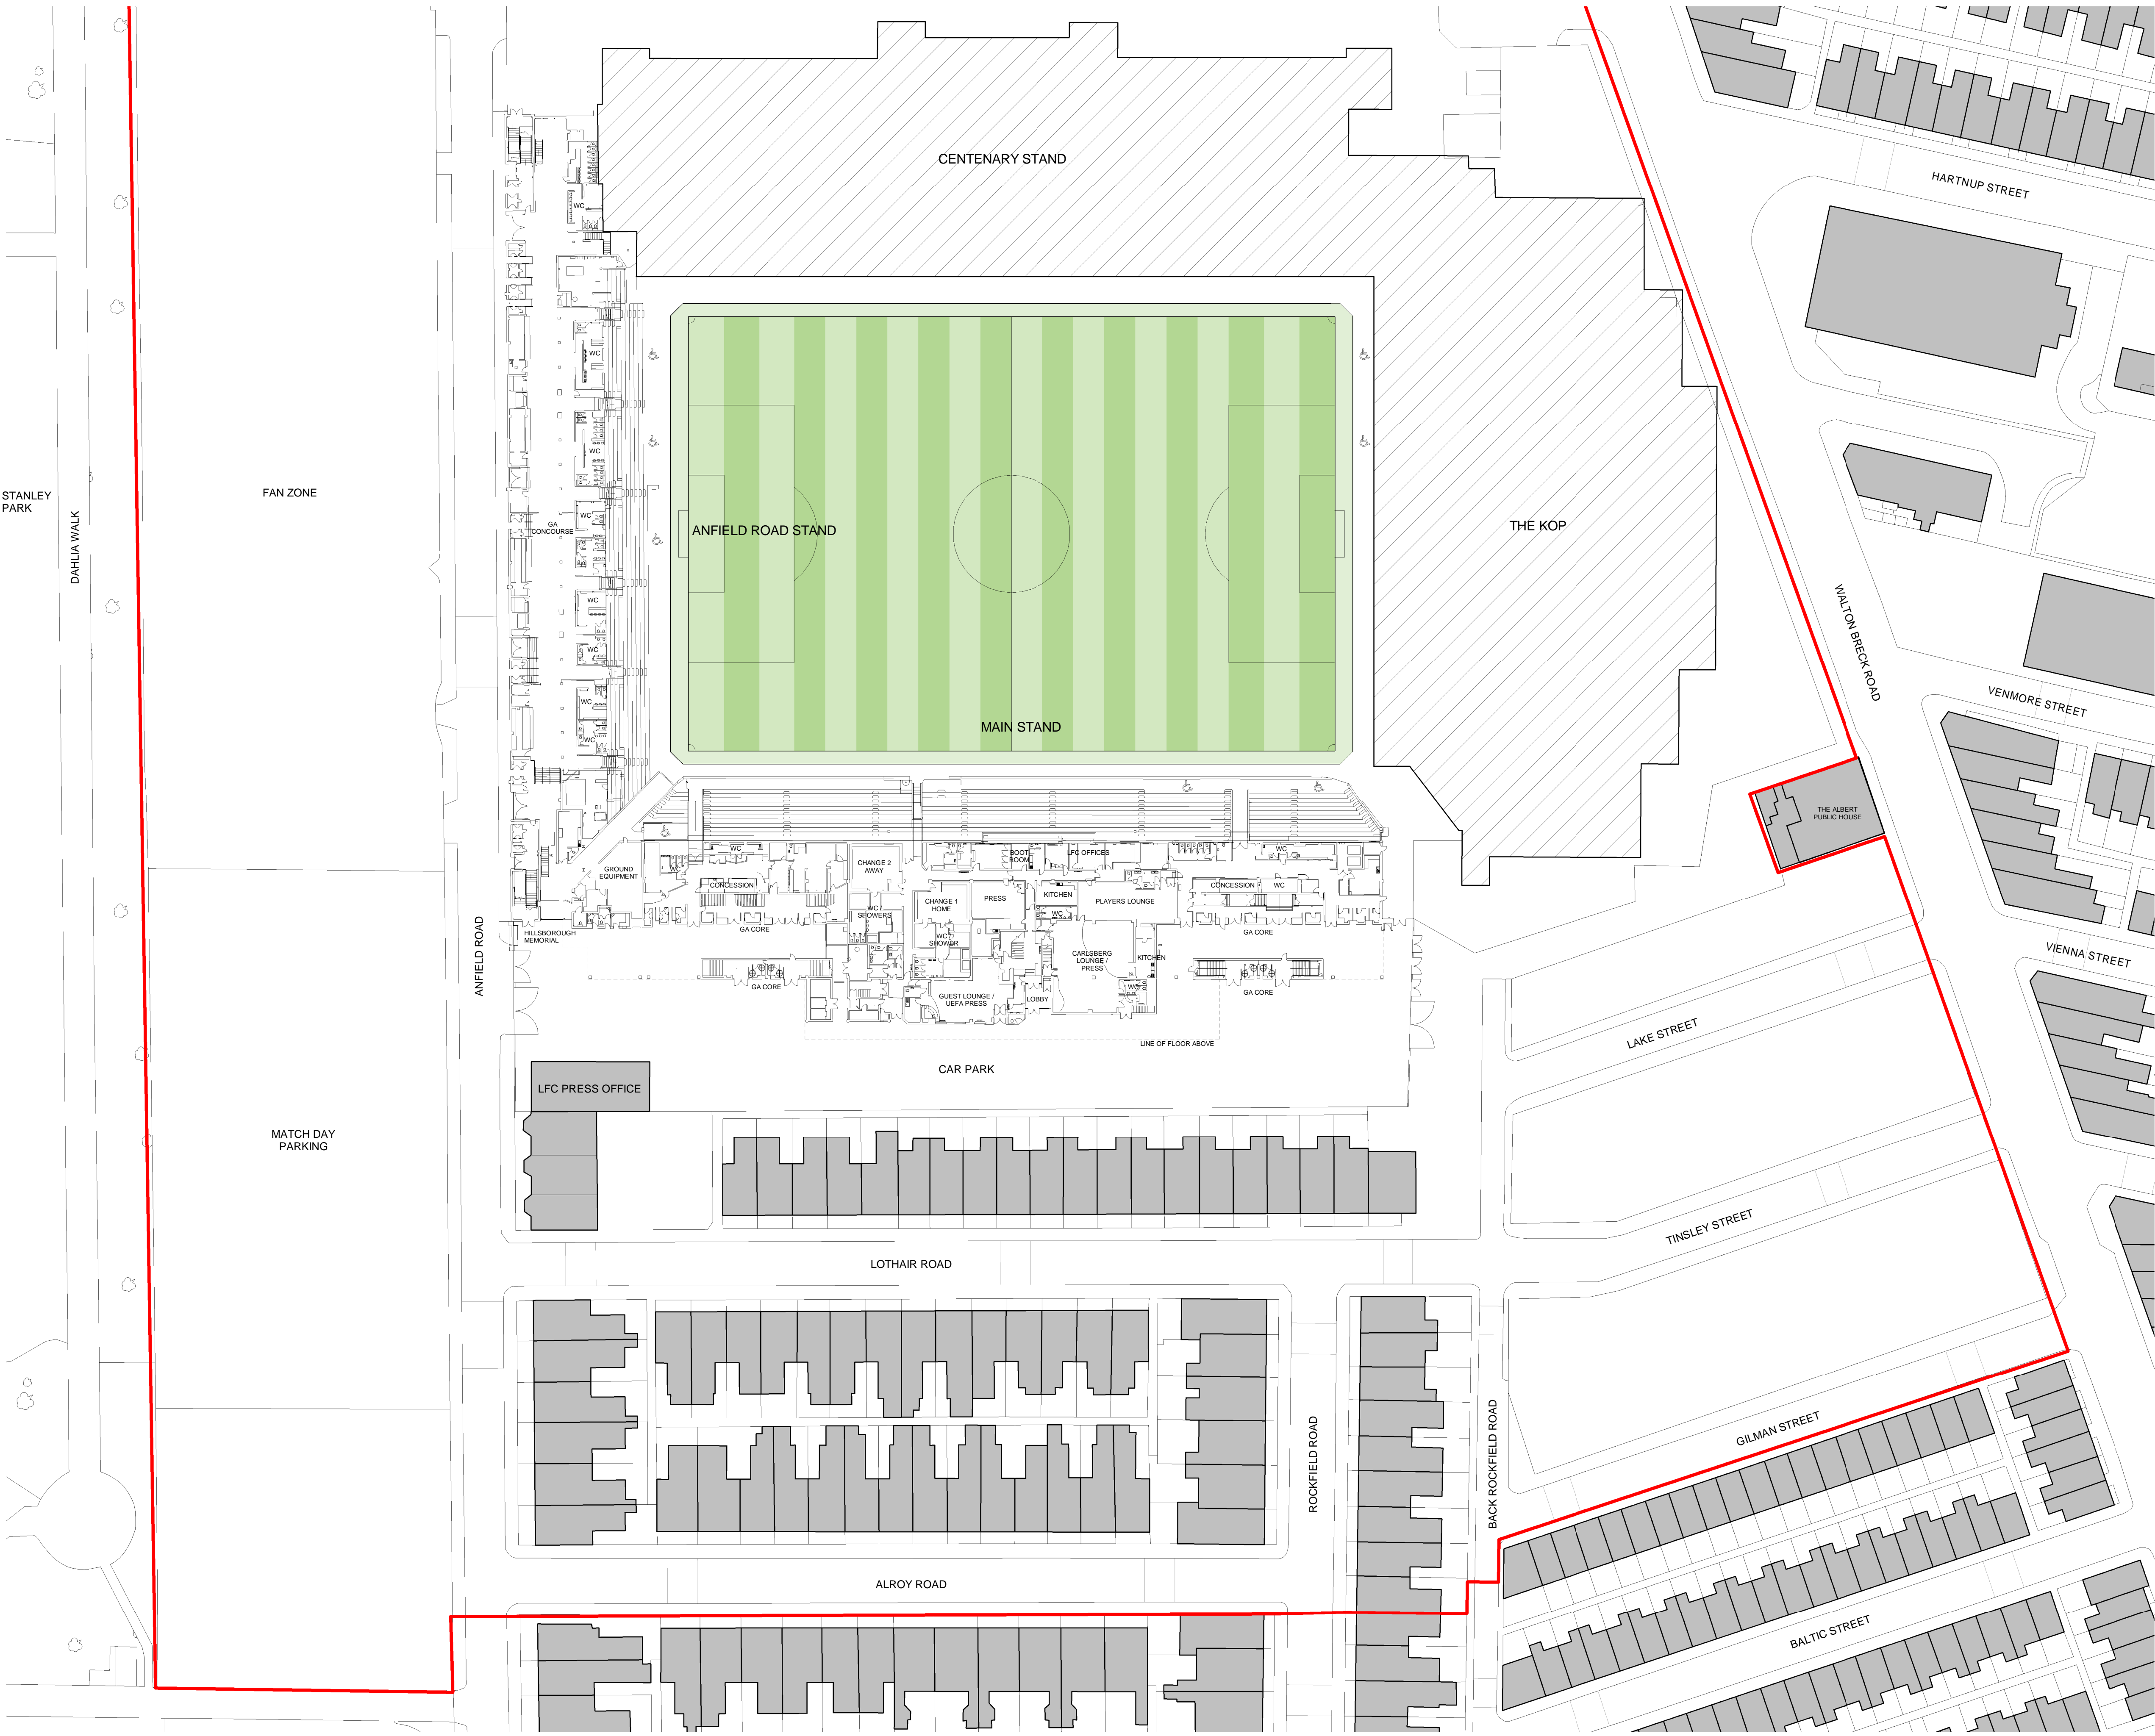 CENTENARY STAND
HARTNUP STREET
WC
WC
WC
STANLEY
PARK
DAHLIA WALK
FAN ZONE
GA
CONCOURSE
WC
ANFIELD ROAD STAND
THE KOP
WC
WALTON BRECK ROAD
WC
WC
VENMORE STREET
MAIN STAND
WC
THE ALBERT
PUBLIC HOUSE
WC
BOOT
ROOM
LFC OFFICES
WC
GROUND
EQUIPMENT
WC
CHANGE 2
AWAY
CONCESSION
CONCESSION
WC
CHANGE 1
HOME
PRESS
KITCHEN
PLAYERS LOUNGE
WC /
SHOWERS
WC
GA CORE
GA CORE
HILLSBOROUGH
MEMORIAL
WC /
SHOWER
ANFIELD ROAD
CARLSBERG
LOUNGE /
PRESS
KITCHEN
VIENNA STREET
GA CORE
WC
GA CORE
GUEST LOUNGE /
UEFA PRESS
LOBBY
LINE OF FLOOR ABOVE
LAKE STREET
CAR PARK
LFC PRESS OFFICE
MATCH DAY
PARKING
TINSLEY STREET
LOTHAIR ROAD
GILMAN STREET
ROCKFIELD ROAD
BACK ROCKFIELD ROAD
ALROY ROAD
BALTIC STREET